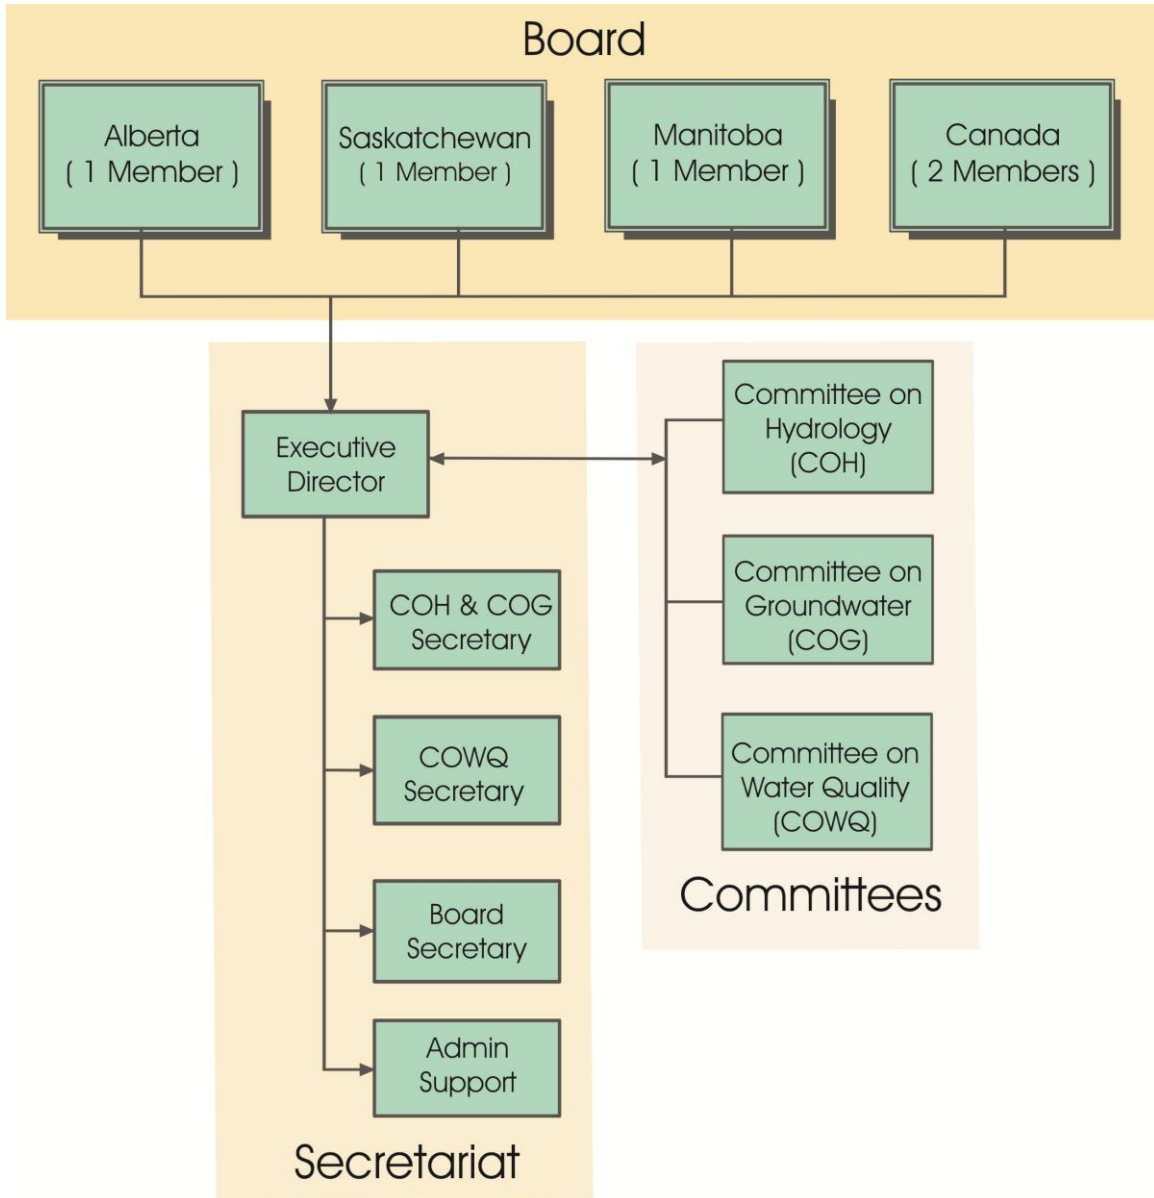 Board
Alberta
( 1 Member )
Saskatchewan
( 1 Member )
Manitoba
( 1 Member )
Canada
( 2 Members )
Executive
Director
COH & COG
Secretary
COWQ
Secretary
Board
Secretary
Admin
Support
Secretariat
Committee on
Hydrology
(COH)
Committee on
Groundwater
(COG)
Committee on
Water Quality
(COWQ)
Committees